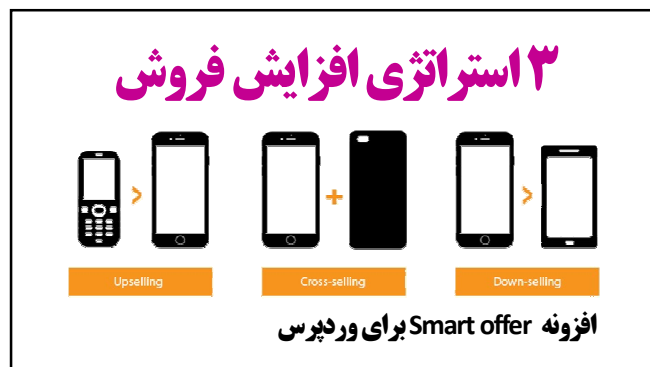 ۳ استراتژی افزایش فروش
> + >
Upselling Cross-selling Down-selling
افزونه Smart offer برای وردپرس